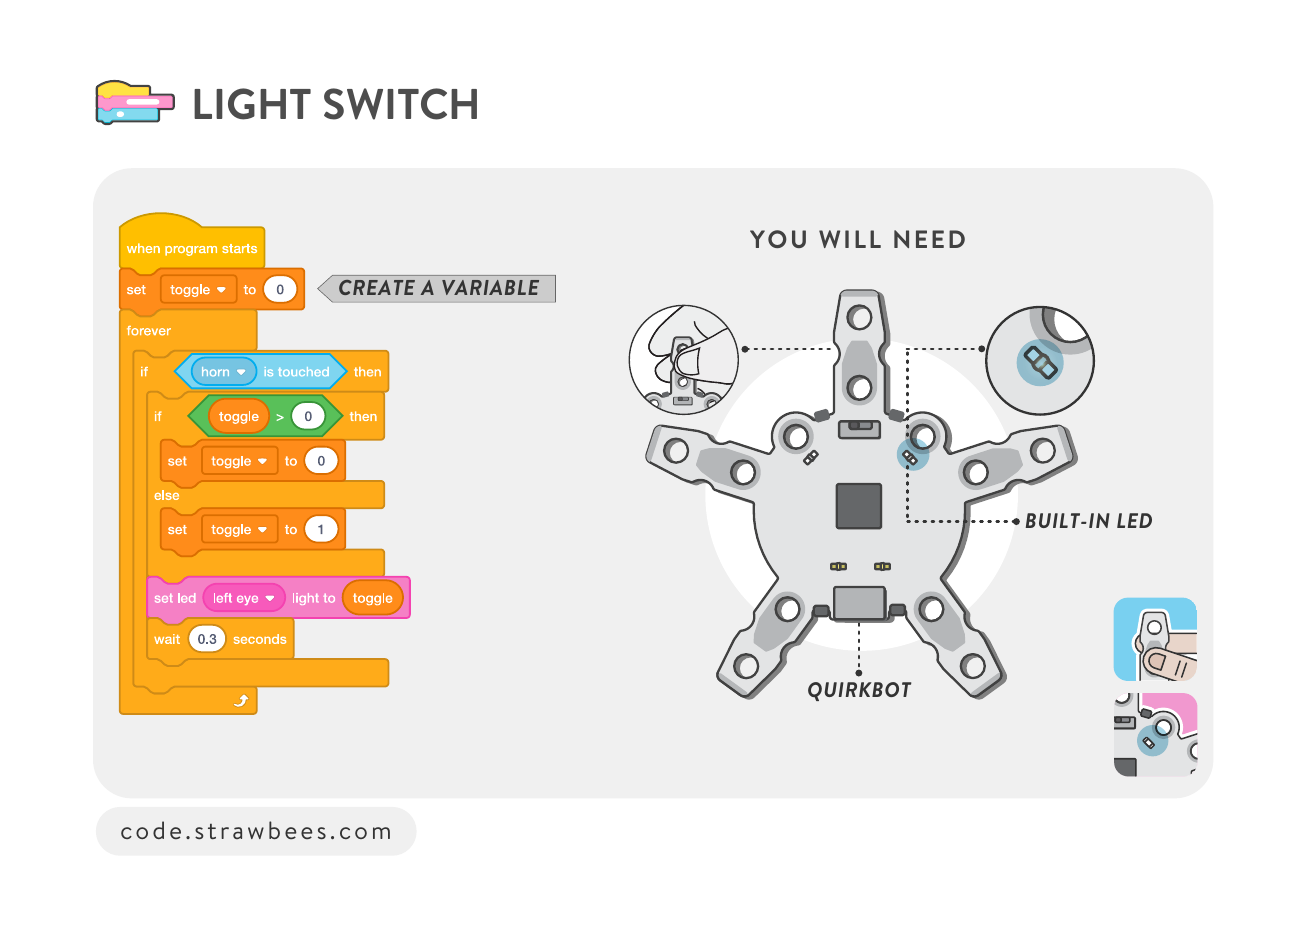 LIGHT SWITCH
when program starts
set toggle to 0
CREATE A VARIABLE
forever
if horn is touched then
if toggle > 0 then
set toggle to 0
else
set toggle to 1
set led left eye light to toggle
wait 0.3 seconds
YOU WILL NEED
BUILT-IN LED
QUIRKBOT
code.strawbees.com